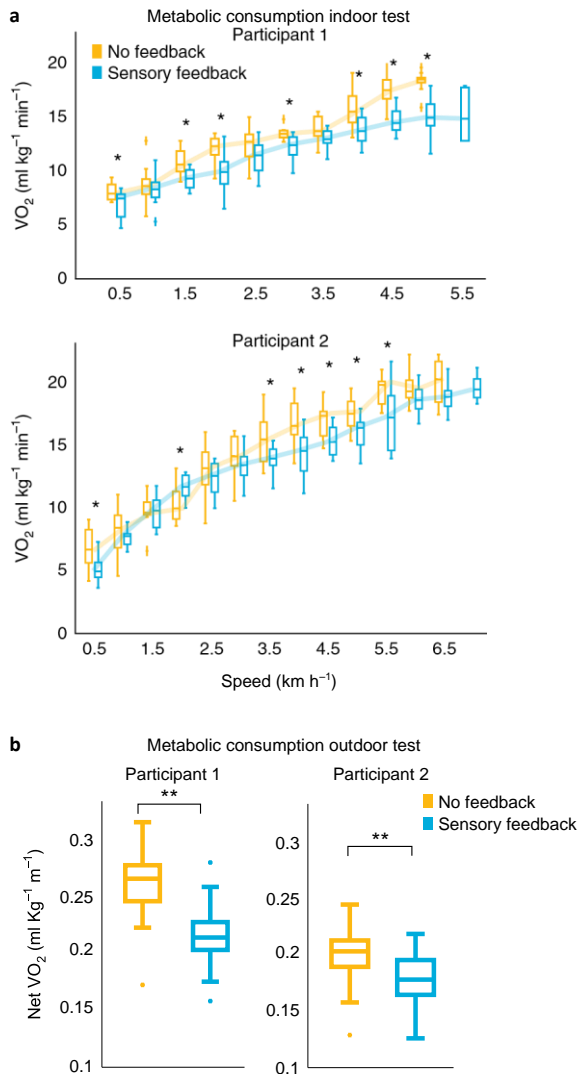 a
Metabolic consumption indoor test
Participant 1
No feedback
Sensory feedback
VO2 (ml kg−1 min−1)
20
15
10
5
0
* * * * * * *
0.5 1.5 2.5 3.5 4.5 5.5
Participant 2
VO2 (ml kg−1 min−1)
20
15
10
5
0
* * * * * * *
0.5 1.5 2.5 3.5 4.5 5.5 6.5
Speed (km h−1)
b
Metabolic consumption outdoor test
Participant 1
**
Net VO2 (ml Kg−1 m−1)
0.3
0.25
0.2
0.15
0.1
Participant 2
No feedback
Sensory feedback
**
0.3
0.25
0.2
0.15
0.1